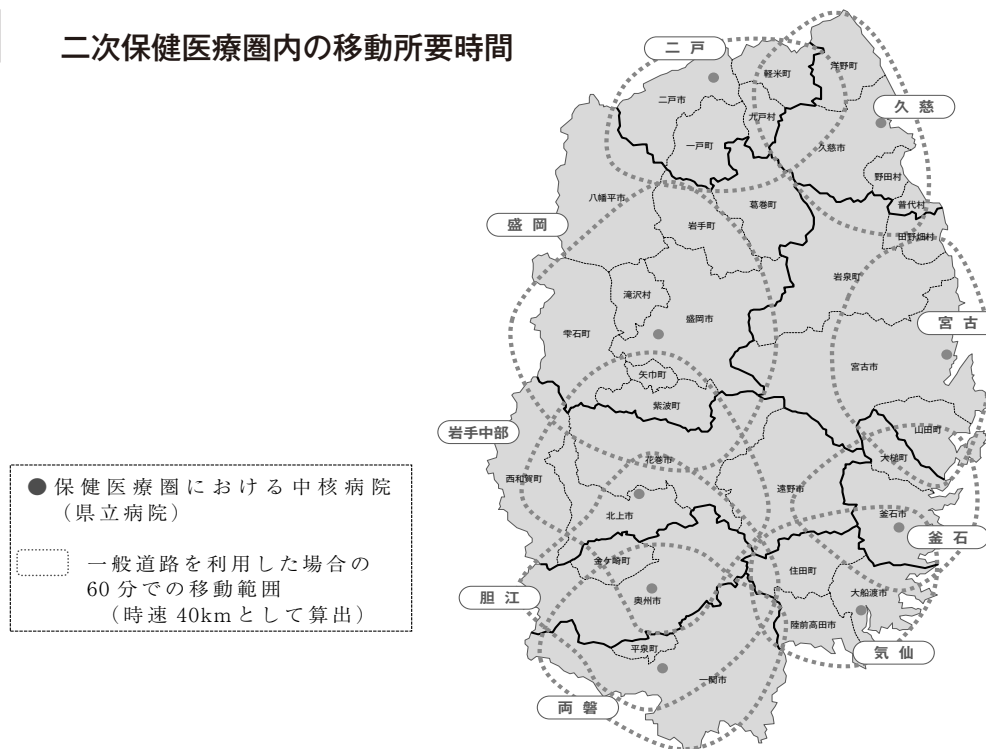 二次保健医療圏内の移動所要時間
二戸
軽米町
洋野町
二戸市
久慈
九戸村
一戸町
久慈市
野田村
八幡平市
葛巻町
普代村
盛岡
岩手町
田野畑村
岩泉町
滝沢村
盛岡市
宮古
雫石町
宮古市
矢巾町
紫波町
山田町
岩手中部
花巻市
大槌町
西和賀町
遠野市
北上市
釜石市
釜石
金ケ崎町
住田町
胆江
奥州市
大船渡市
陸前高田市
平泉町
気仙
一関市
両磐
●保健医療圏における中核病院
（県立病院）
一般道路を利用した場合の
60分での移動範囲
（時速40kmとして算出）